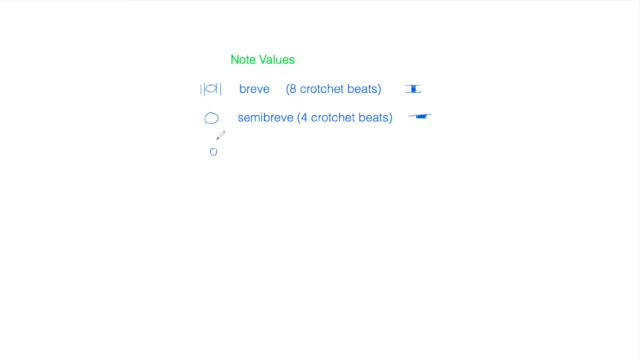 Note Values
breve (8 crotchet beats)
semibreve (4 crotchet beats)